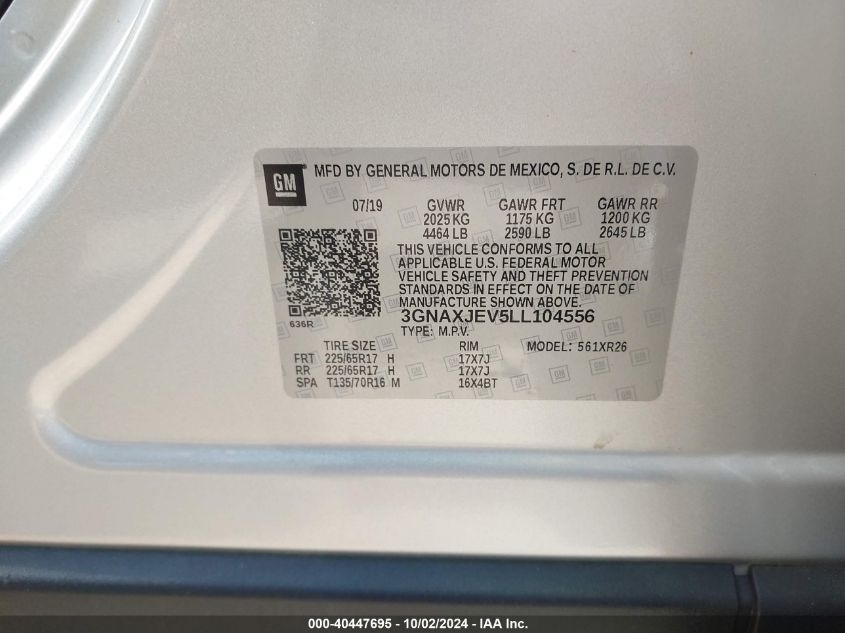 GM
MFD BY GENERAL MOTORS DE MEXICO, S. DE R.L. DE C.V.
07/19 GVWR GAWR FRT GAWR RR
2025 KG 1175 KG 1200 KG
4464 LB 2590 LB 2645 LB
THIS VEHICLE CONFORMS TO ALL
APPLICABLE U.S. FEDERAL MOTOR
VEHICLE SAFETY AND THEFT PREVENTION
STANDARDS IN EFFECT ON THE DATE OF
MANUFACTURE SHOWN ABOVE.
636R 3GNAXJEV5LL104556
TYPE: M.P.V.
TIRE SIZE RIM MODEL: 561XR26
FRT 225/65R17 H 17X7J
RR 225/65R17 H 17X7J
SPA T135/70R16 M 16X4BT
000-40447695 - 10/02/2024 - IAA Inc.